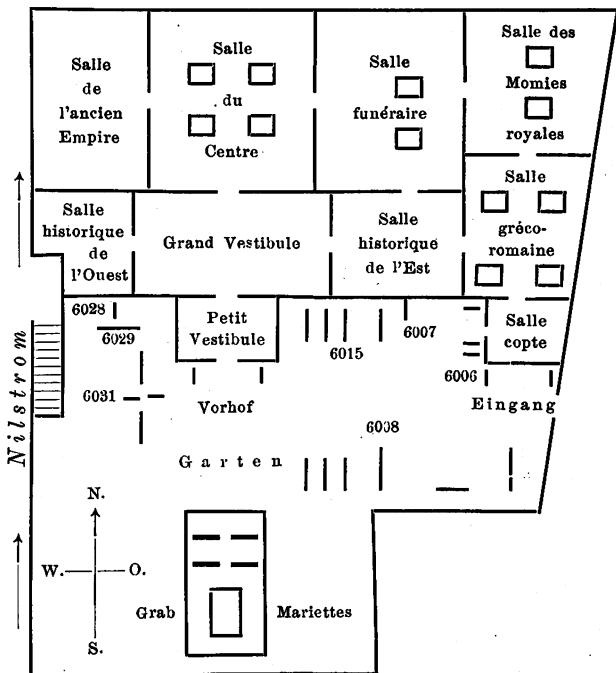 Salle
de
l'ancien
Empire
Salle
du
Centre
Salle
funéraire
Salle des
Momies
royales
Salle
historique
de
l'Ouest
Grand Vestibule
Salle
historique
de l'Est
Salle
gréco-
romaine
6028
6029
Petit
Vestibule
6015
6007
Salle
copte
6006
6031
Vorhof
Eingang
6008
Garten
Nilstrom
N.
W.
O.
S.
Grab
Mariettes